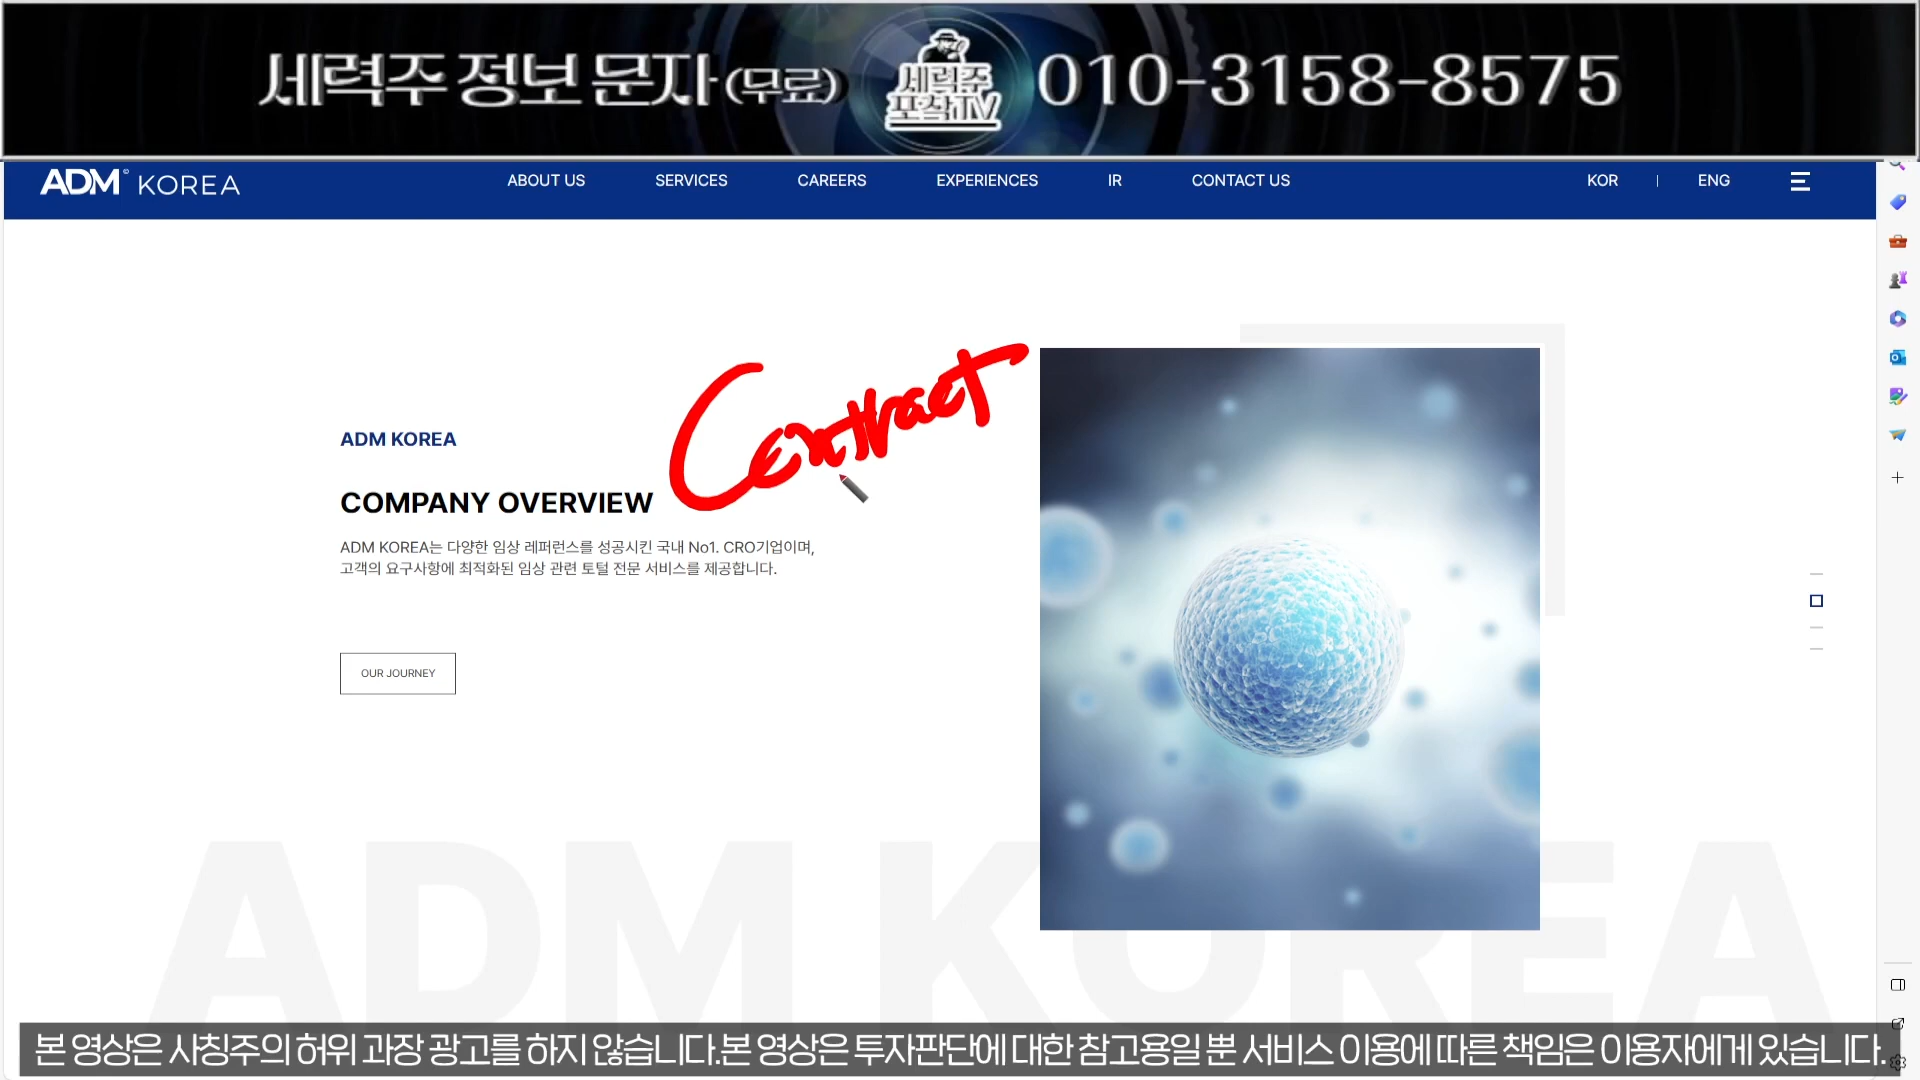 세력주 정보 문자 (무료)
세력주
포착TV
010-3158-8575
ADM KOREA
ABOUT US
SERVICES
CAREERS
EXPERIENCES
IR
CONTACT US
KOR
ENG
Contract
ADM KOREA
COMPANY OVERVIEW
ADM KOREA는 다양한 임상 레퍼런스를 성공시킨 국내 No1. CRO기업이며,
고객의 요구사항에 최적화된 임상 관련 토털 전문 서비스를 제공합니다.
OUR JOURNEY
ADM KOREA
본 영상은 사칭주의 허위 과장 광고를 하지 않습니다.본 영상은 투자판단에 대한 참고용일 뿐 서비스 이용에 따른 책임은 이용자에게 있습니다.